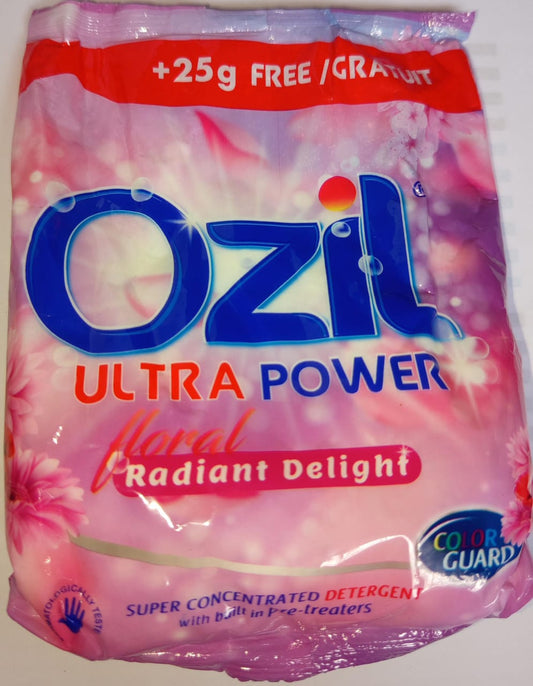 +25g FREE /GRATUIT
Ozil
ULTRA POWER
floral
Radiant Delight
COLOR
GUARD
SUPER CONCENTRATED DETERGENT
with built in Pre-treaters